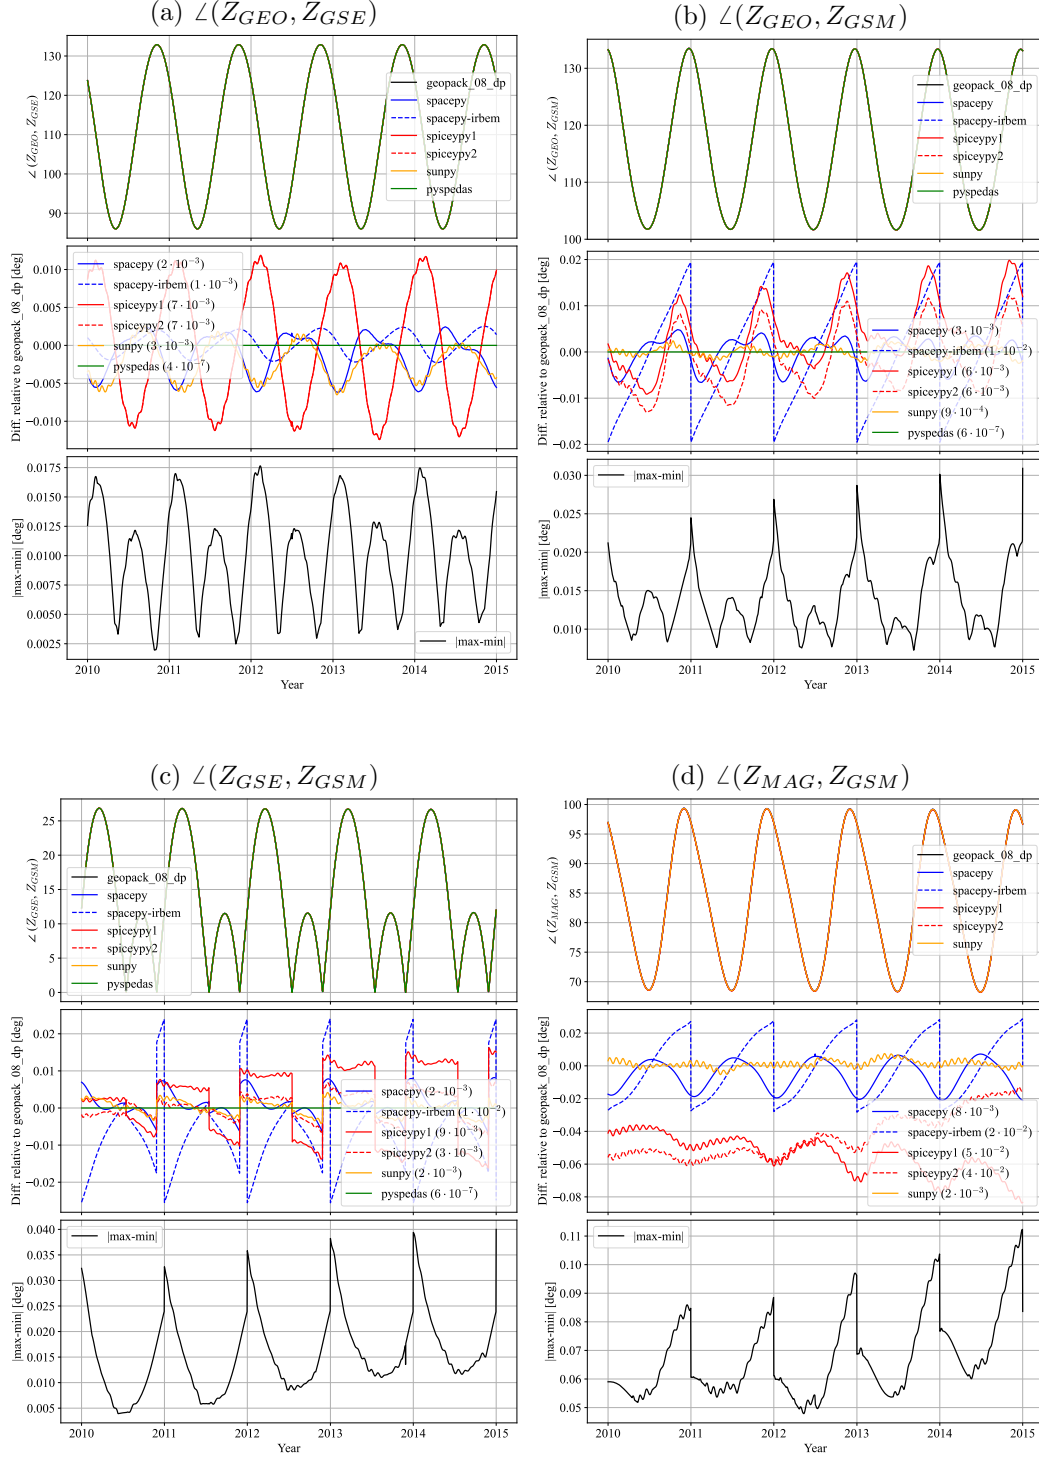 (a) ∠(Z_GEO, Z_GSE)
130
120
110
100
90
∠(Z_GEO, Z_GSE)
geopack_08_dp
spacepy
spacepy-irbem
spiceypy1
spiceypy2
sunpy
pyspedas
0.010
0.005
0.000
−0.005
−0.010
Diff. relative to geopack_08_dp [deg]
spacepy (2 · 10^−3)
spacepy-irbem (1 · 10^−3)
spiceypy1 (7 · 10^−3)
spiceypy2 (7 · 10^−3)
sunpy (3 · 10^−3)
pyspedas (4 · 10^−7)
0.0175
0.0150
0.0125
0.0100
0.0075
0.0050
0.0025
|max-min| [deg]
|max-min|
2010 2011 2012 2013 2014 2015
Year
(b) ∠(Z_GEO, Z_GSM)
130
120
110
100
∠(Z_GEO, Z_GSM)
geopack_08_dp
spacepy
spacepy-irbem
spiceypy1
spiceypy2
sunpy
pyspedas
0.02
0.01
0.00
−0.01
−0.02
Diff. relative to geopack_08_dp [deg]
spacepy (3 · 10^−3)
spacepy-irbem (1 · 10^−2)
spiceypy1 (6 · 10^−3)
spiceypy2 (6 · 10^−3)
sunpy (9 · 10^−4)
pyspedas (6 · 10^−7)
0.030
0.025
0.020
0.015
0.010
|max-min| [deg]
|max-min|
2010 2011 2012 2013 2014 2015
Year
(c) ∠(Z_GSE, Z_GSM)
25
20
15
10
5
0
∠(Z_GSE, Z_GSM)
geopack_08_dp
spacepy
spacepy-irbem
spiceypy1
spiceypy2
sunpy
pyspedas
0.02
0.01
0.00
−0.01
−0.02
Diff. relative to geopack_08_dp [deg]
spacepy (2 · 10^−3)
spacepy-irbem (1 · 10^−2)
spiceypy1 (9 · 10^−3)
spiceypy2 (3 · 10^−3)
sunpy (2 · 10^−3)
pyspedas (6 · 10^−7)
0.040
0.035
0.030
0.025
0.020
0.015
0.010
0.005
|max-min| [deg]
|max-min|
2010 2011 2012 2013 2014 2015
Year
(d) ∠(Z_MAG, Z_GSM)
100
95
90
85
80
75
70
∠(Z_MAG, Z_GSM)
geopack_08_dp
spacepy
spacepy-irbem
spiceypy1
spiceypy2
sunpy
0.02
0.00
−0.02
−0.04
−0.06
−0.08
Diff. relative to geopack_08_dp [deg]
spacepy (8 · 10^−3)
spacepy-irbem (2 · 10^−2)
spiceypy1 (5 · 10^−2)
spiceypy2 (4 · 10^−2)
sunpy (2 · 10^−3)
0.11
0.10
0.09
0.08
0.07
0.06
0.05
|max-min| [deg]
|max-min|
2010 2011 2012 2013 2014 2015
Year